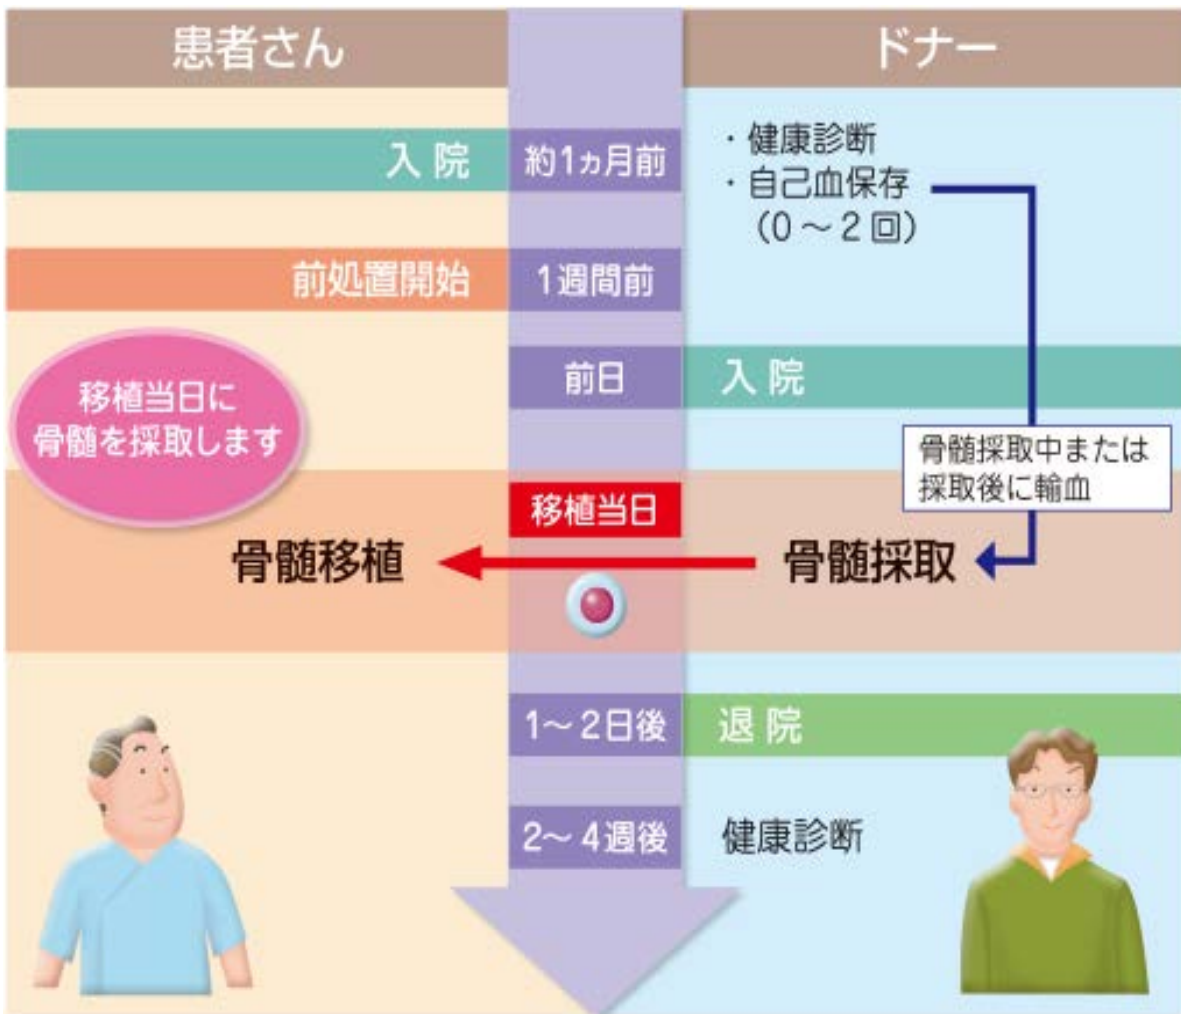 患者さん
ドナー
入院
約1ヵ月前
・健康診断
・自己血保存
（0～2回）
前処置開始
1週間前
前日
入院
移植当日に
骨髄を採取します
骨髄採取中または
採取後に輸血
移植当日
骨髄移植
骨髄採取
1～2日後
退院
2～4週後
健康診断